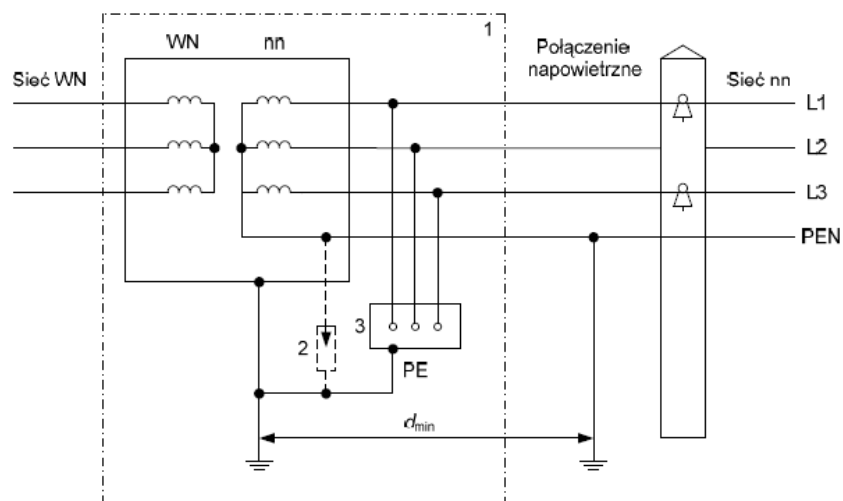 1
WN
nn
Połączenie
napowietrzne
Sieć WN
Sieć nn
L1
L2
L3
PEN
3
2
PE
dmin